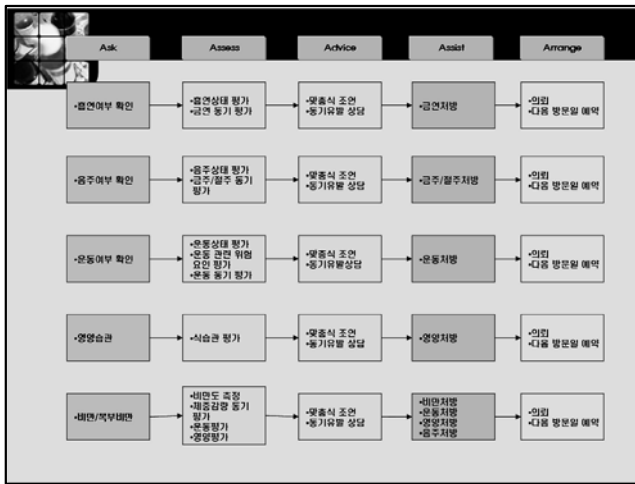 Ask
Assess
Advice
Assist
Arrange
•흡연여부 확인
•흡연상태 평가
•금연 동기 평가
•맞춤식 조언
•동기유발 상담
•금연처방
•의뢰
•다음 방문일 예약
•음주여부 확인
•음주상태 평가
•금주/절주 동기
평가
•맞춤식 조언
•동기유발 상담
•금주/절주처방
•의뢰
•다음 방문일 예약
•운동여부 확인
•운동상태 평가
•운동 관련 위험
요인 평가
•운동 동기 평가
•맞춤식 조언
•동기유발상담
•운동처방
•의뢰
•다음 방문일 예약
•영양습관
•식습관 평가
•맞춤식 조언
•동기유발 상담
•영양처방
•의뢰
•다음 방문일 예약
•비만/복부비만
•비만도 측정
•체중감량 동기
평가
•운동평가
•영양평가
•맞춤식 조언
•동기유발 상담
•비만처방
•운동처방
•영양처방
•음주처방
•의뢰
•다음 방문일 예약